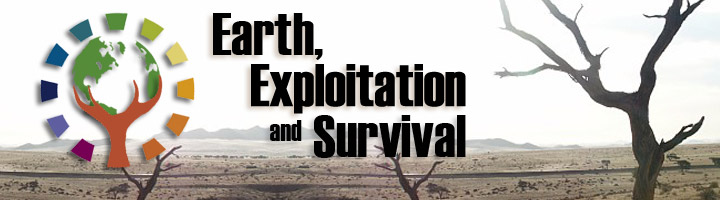 Earth,
Exploitation
and Survival